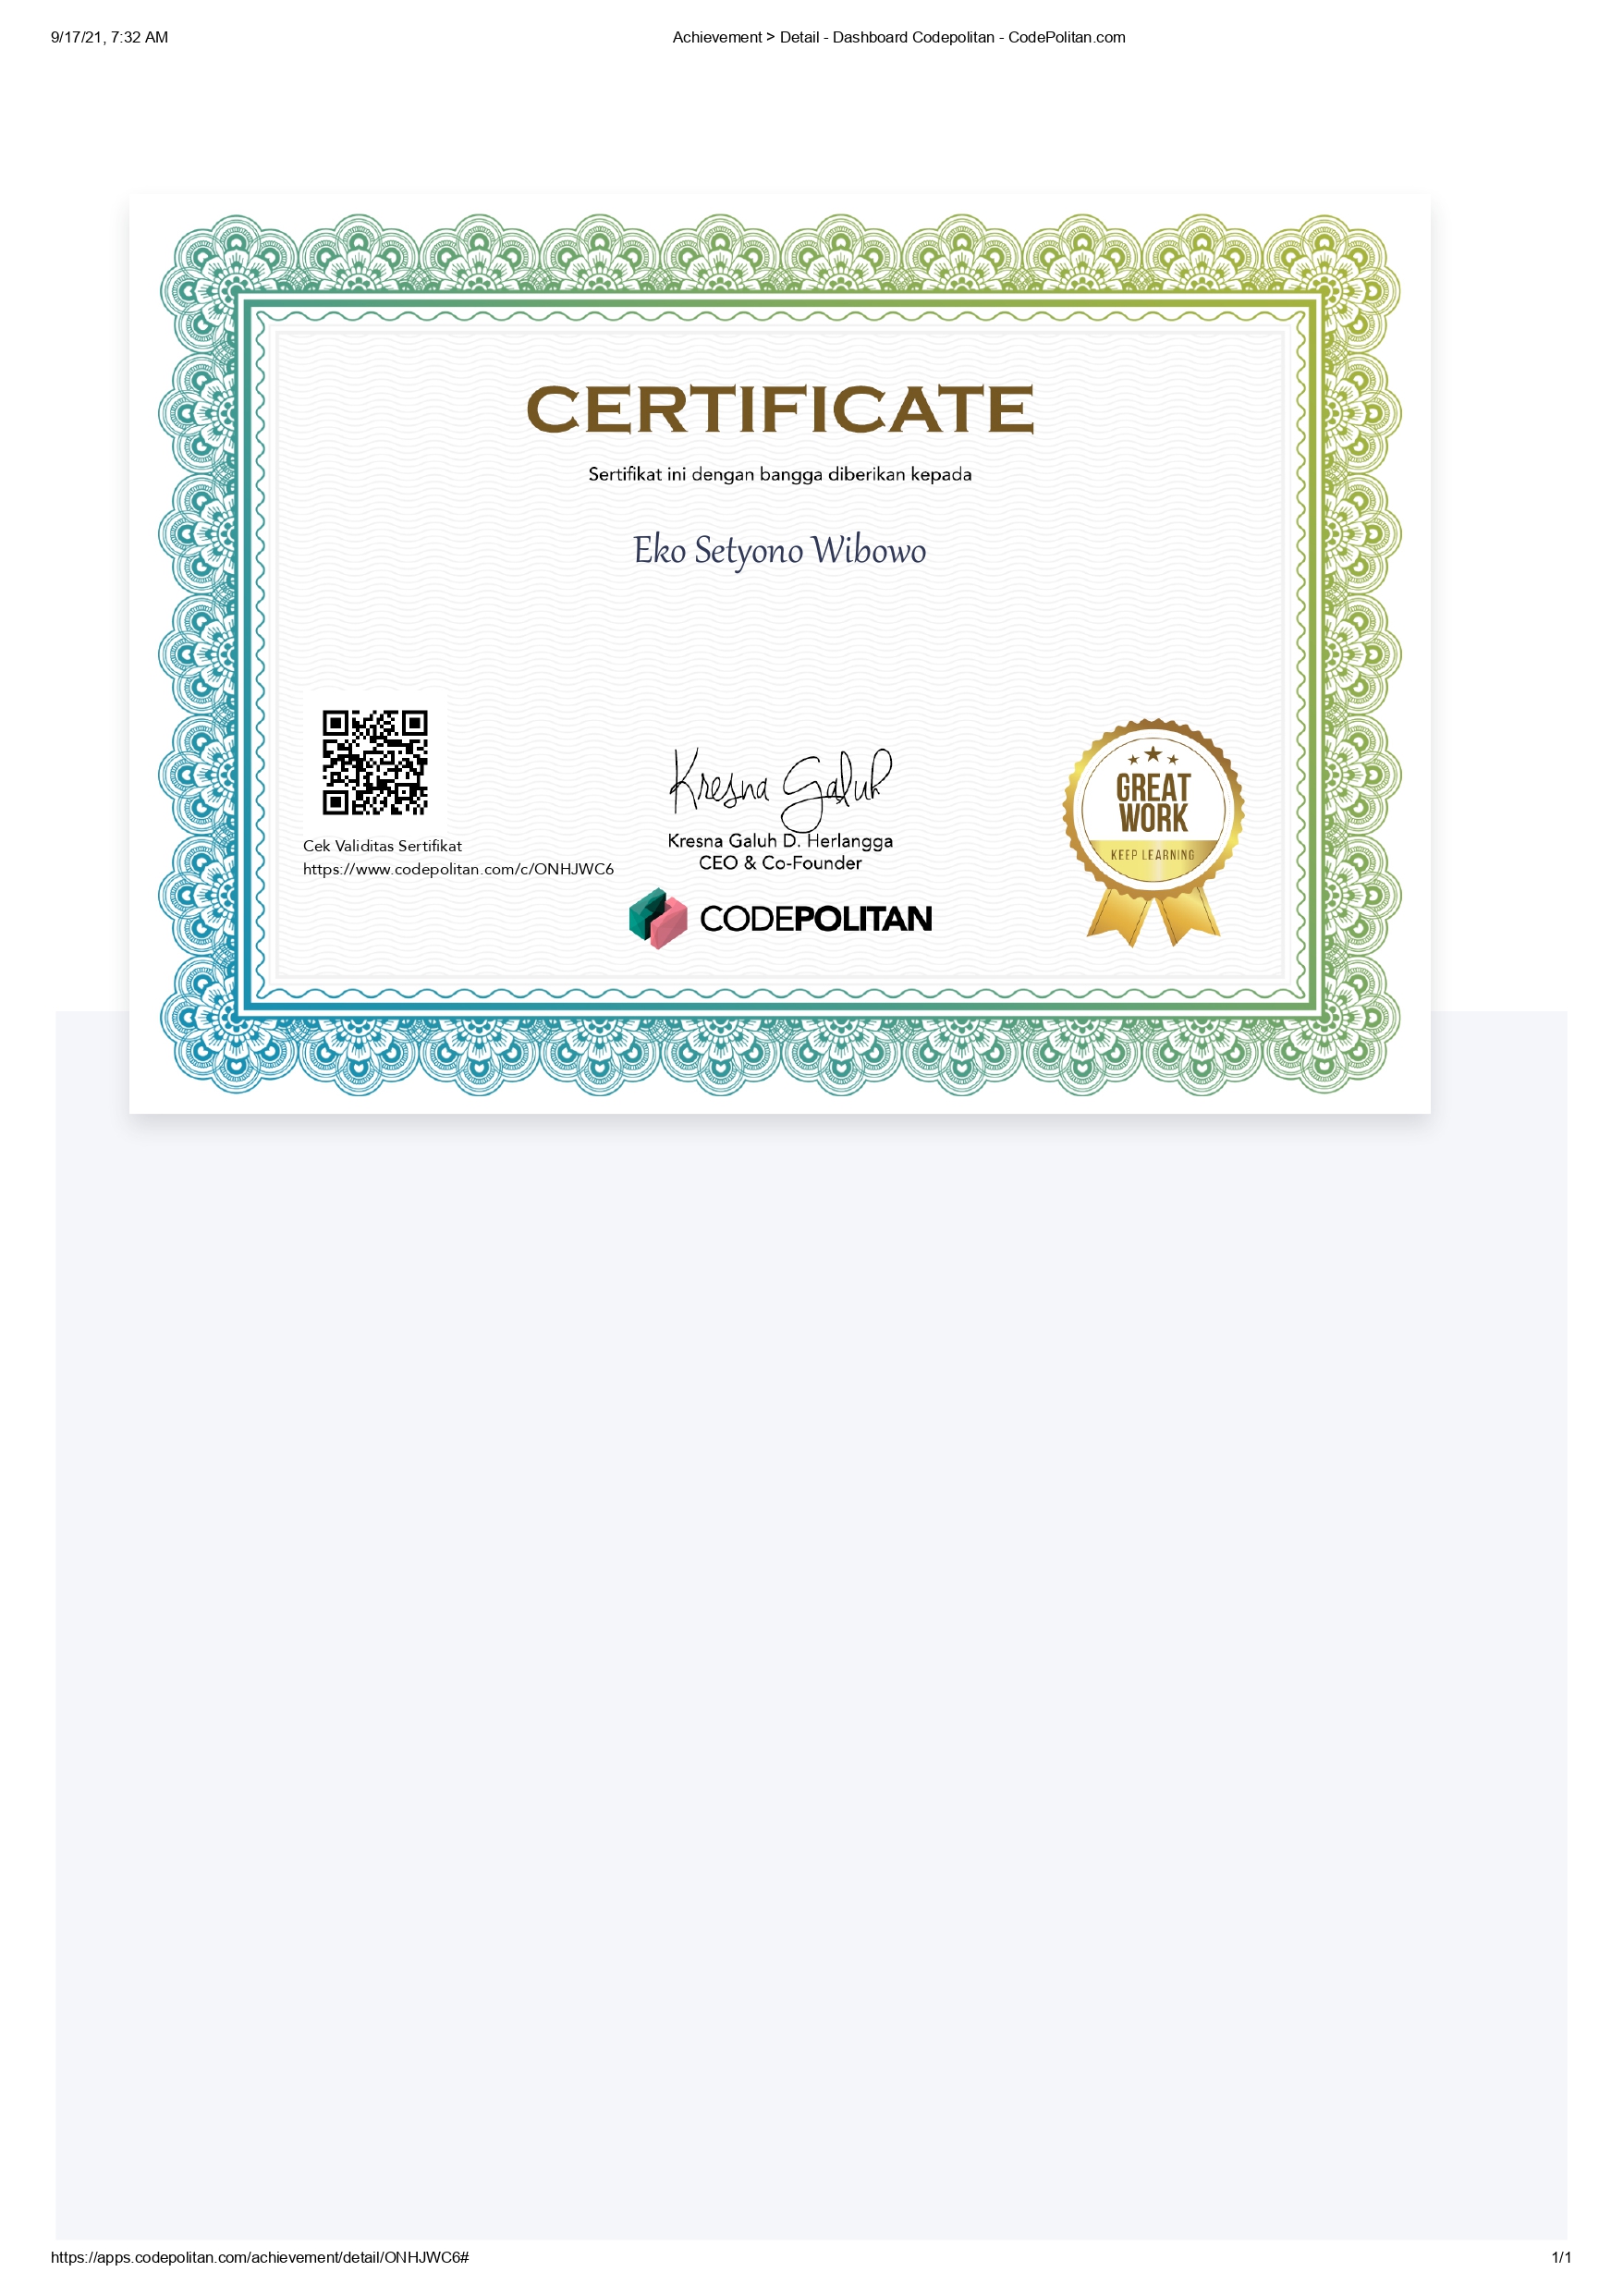 9/17/21, 7:32 AM
Achievement > Detail - Dashboard Codepolitan - CodePolitan.com
CERTIFICATE
Sertifikat ini dengan bangga diberikan kepada
Eko Setyono Wibowo
Kresna Galuh
Kresna Galuh D. Herlangga
CEO & Co-Founder
Cek Validitas Sertifikat
https://www.codepolitan.com/c/ONHJWC6
CODEPOLITAN
GREAT
WORK
KEEP LEARNING
https://apps.codepolitan.com/achievement/detail/ONHJWC6#
1/1